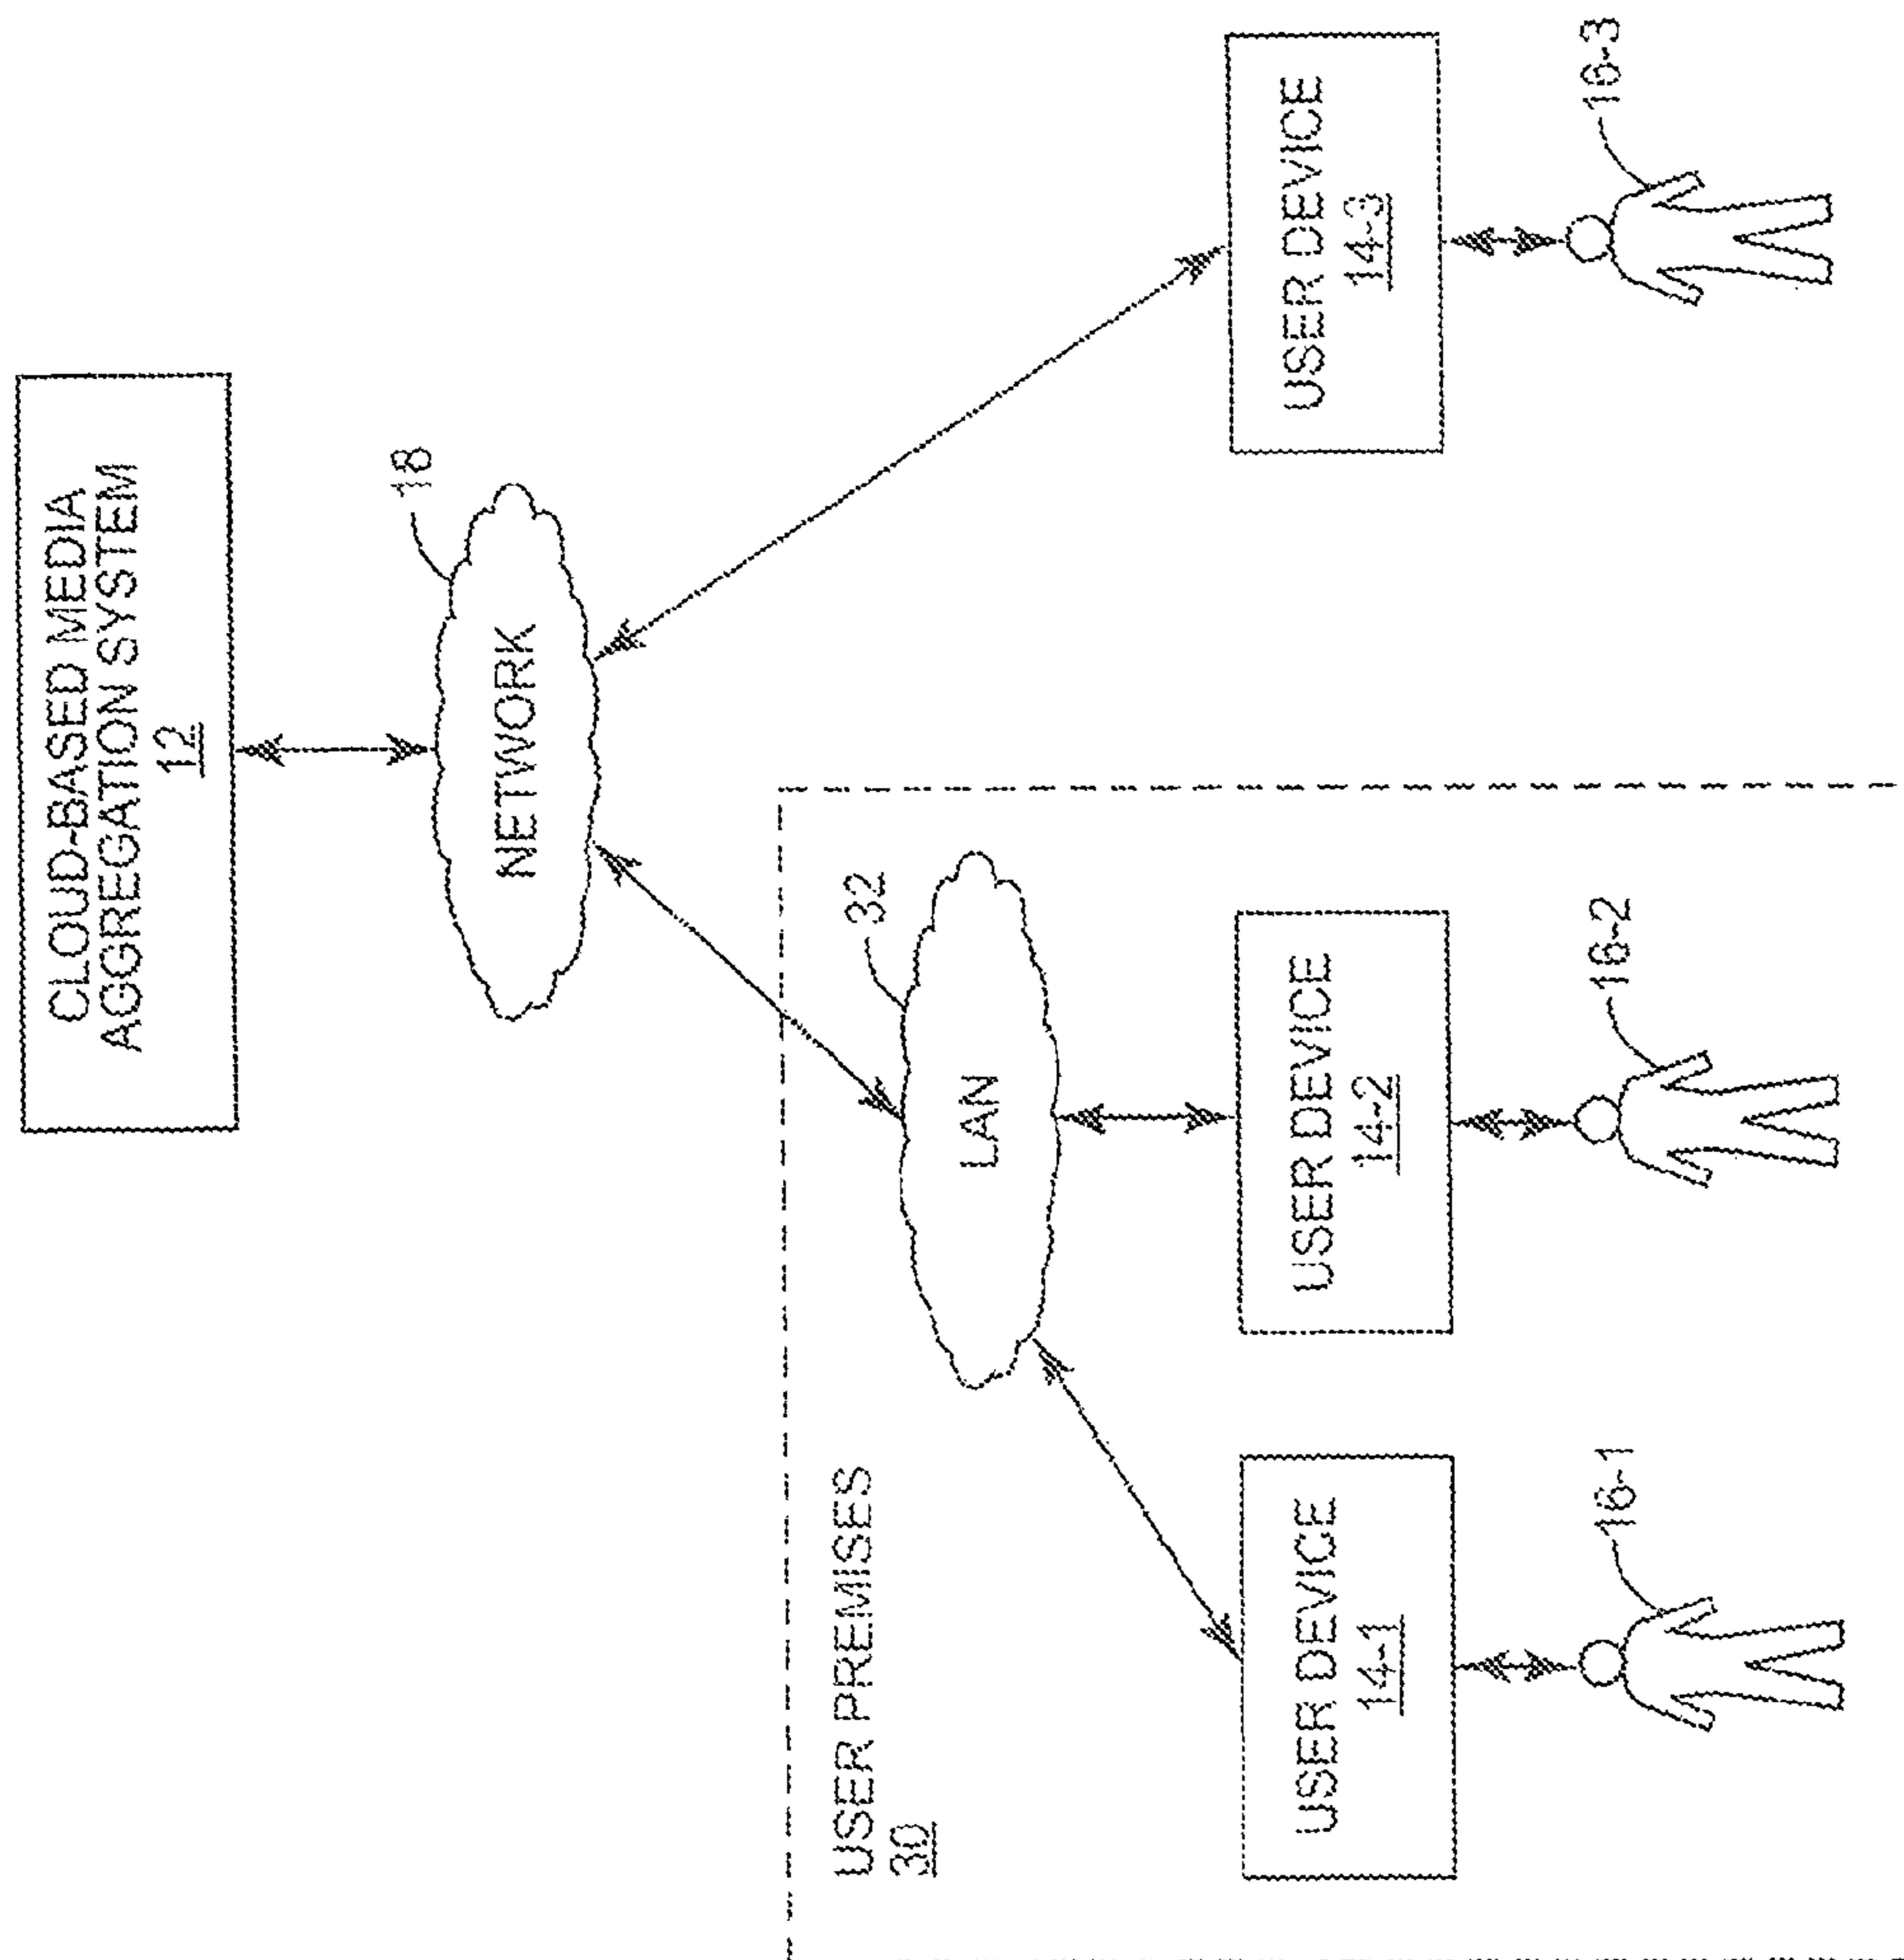 CLOUD-BASED MEDIA
AGGREGATION SYSTEM
12
18
NETWORK
USER PREMISES
30
32
LAN
USER DEVICE
14-1
USER DEVICE
14-2
USER DEVICE
14-3
16-1
16-2
16-3